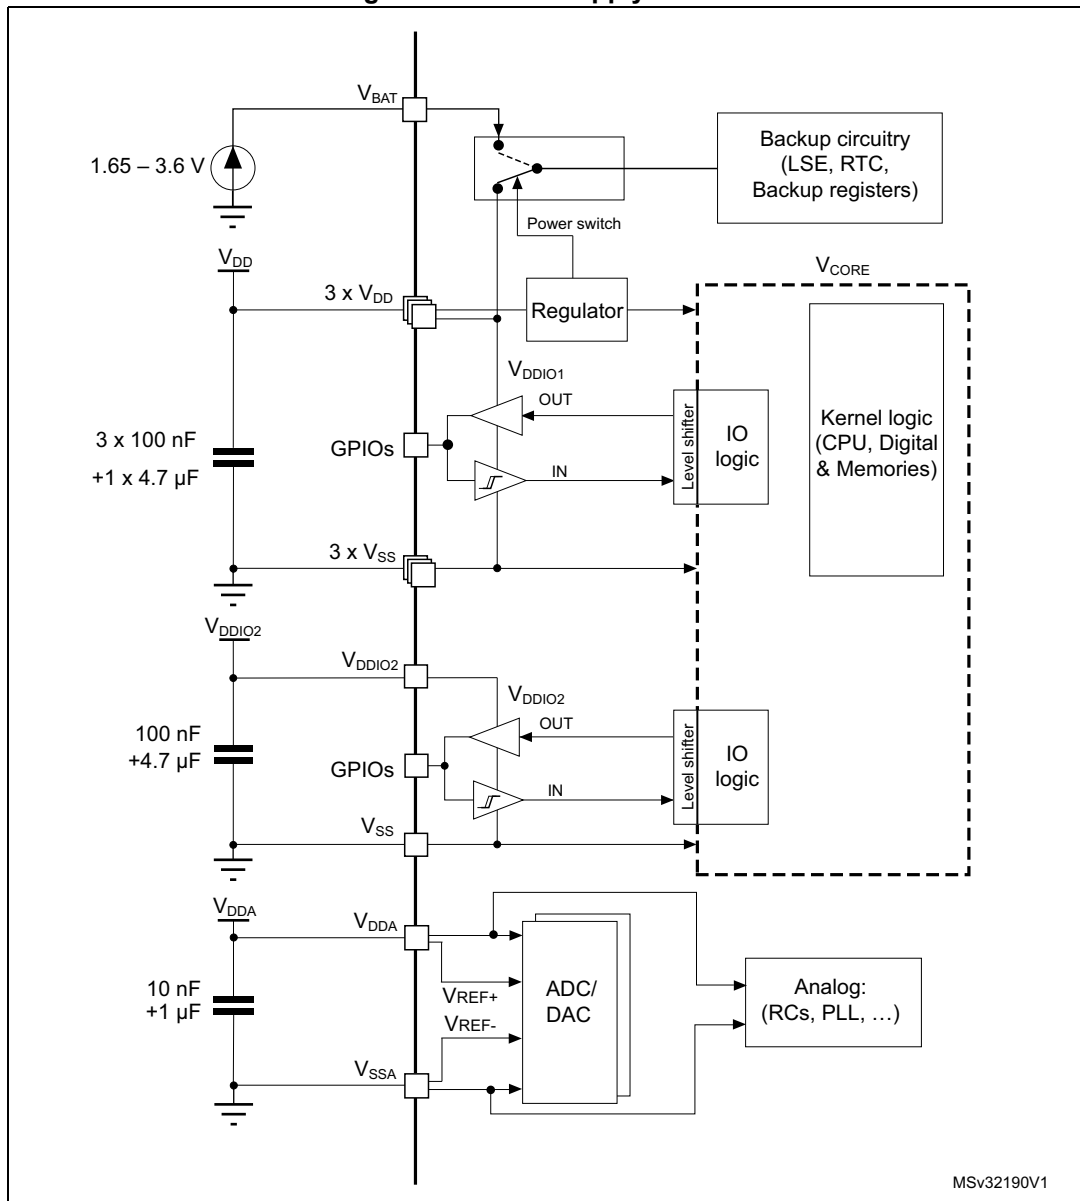 VBAT
1.65 – 3.6 V
Backup circuitry
(LSE, RTC,
Backup registers)
Power switch
VDD
VCORE
3 x VDD
Regulator
VDDIO1
OUT
3 x 100 nF
+1 x 4.7 µF
GPIOs
Level shifter
IO
logic
Kernel logic
(CPU, Digital
& Memories)
IN
3 x VSS
VDDIO2
VDDIO2
VDDIO2
OUT
100 nF
+4.7 µF
GPIOs
Level shifter
IO
logic
IN
VSS
VDDA
VDDA
10 nF
+1 µF
VREF+
VREF-
ADC/
DAC
Analog:
(RCs, PLL, …)
VSSA
MSv32190V1